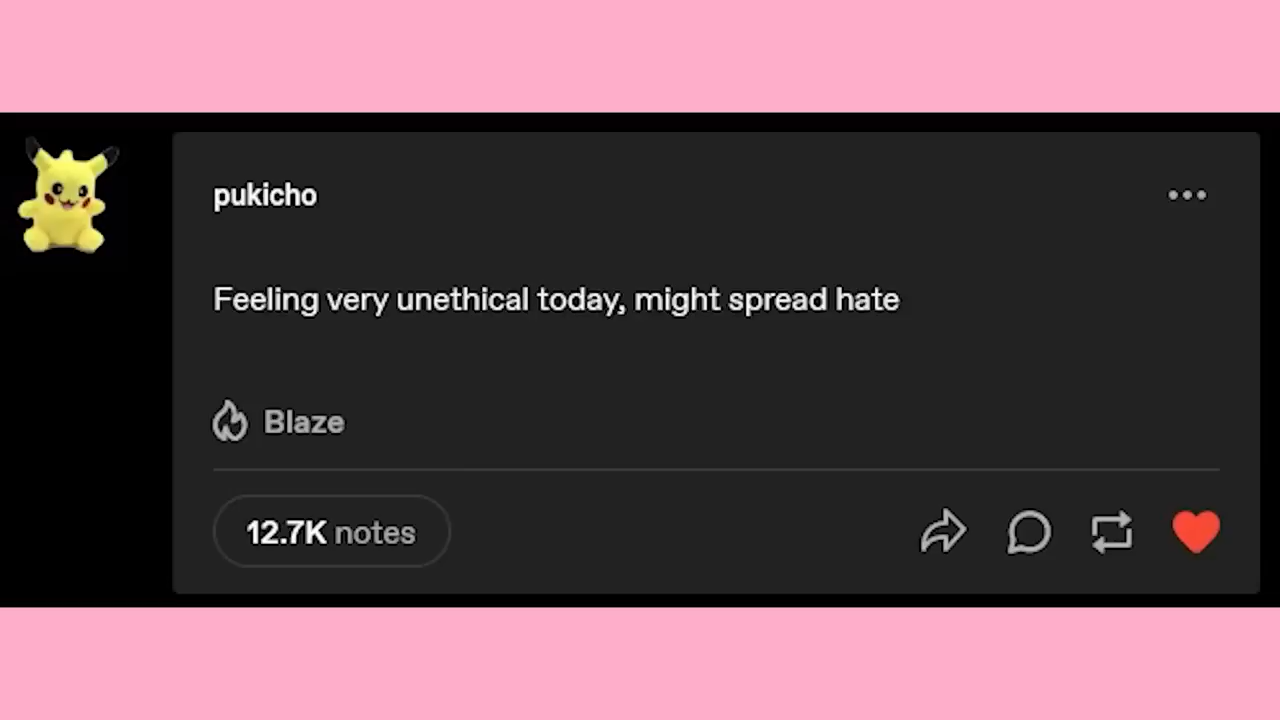 pukicho
Feeling very unethical today, might spread hate
Blaze
12.7K notes